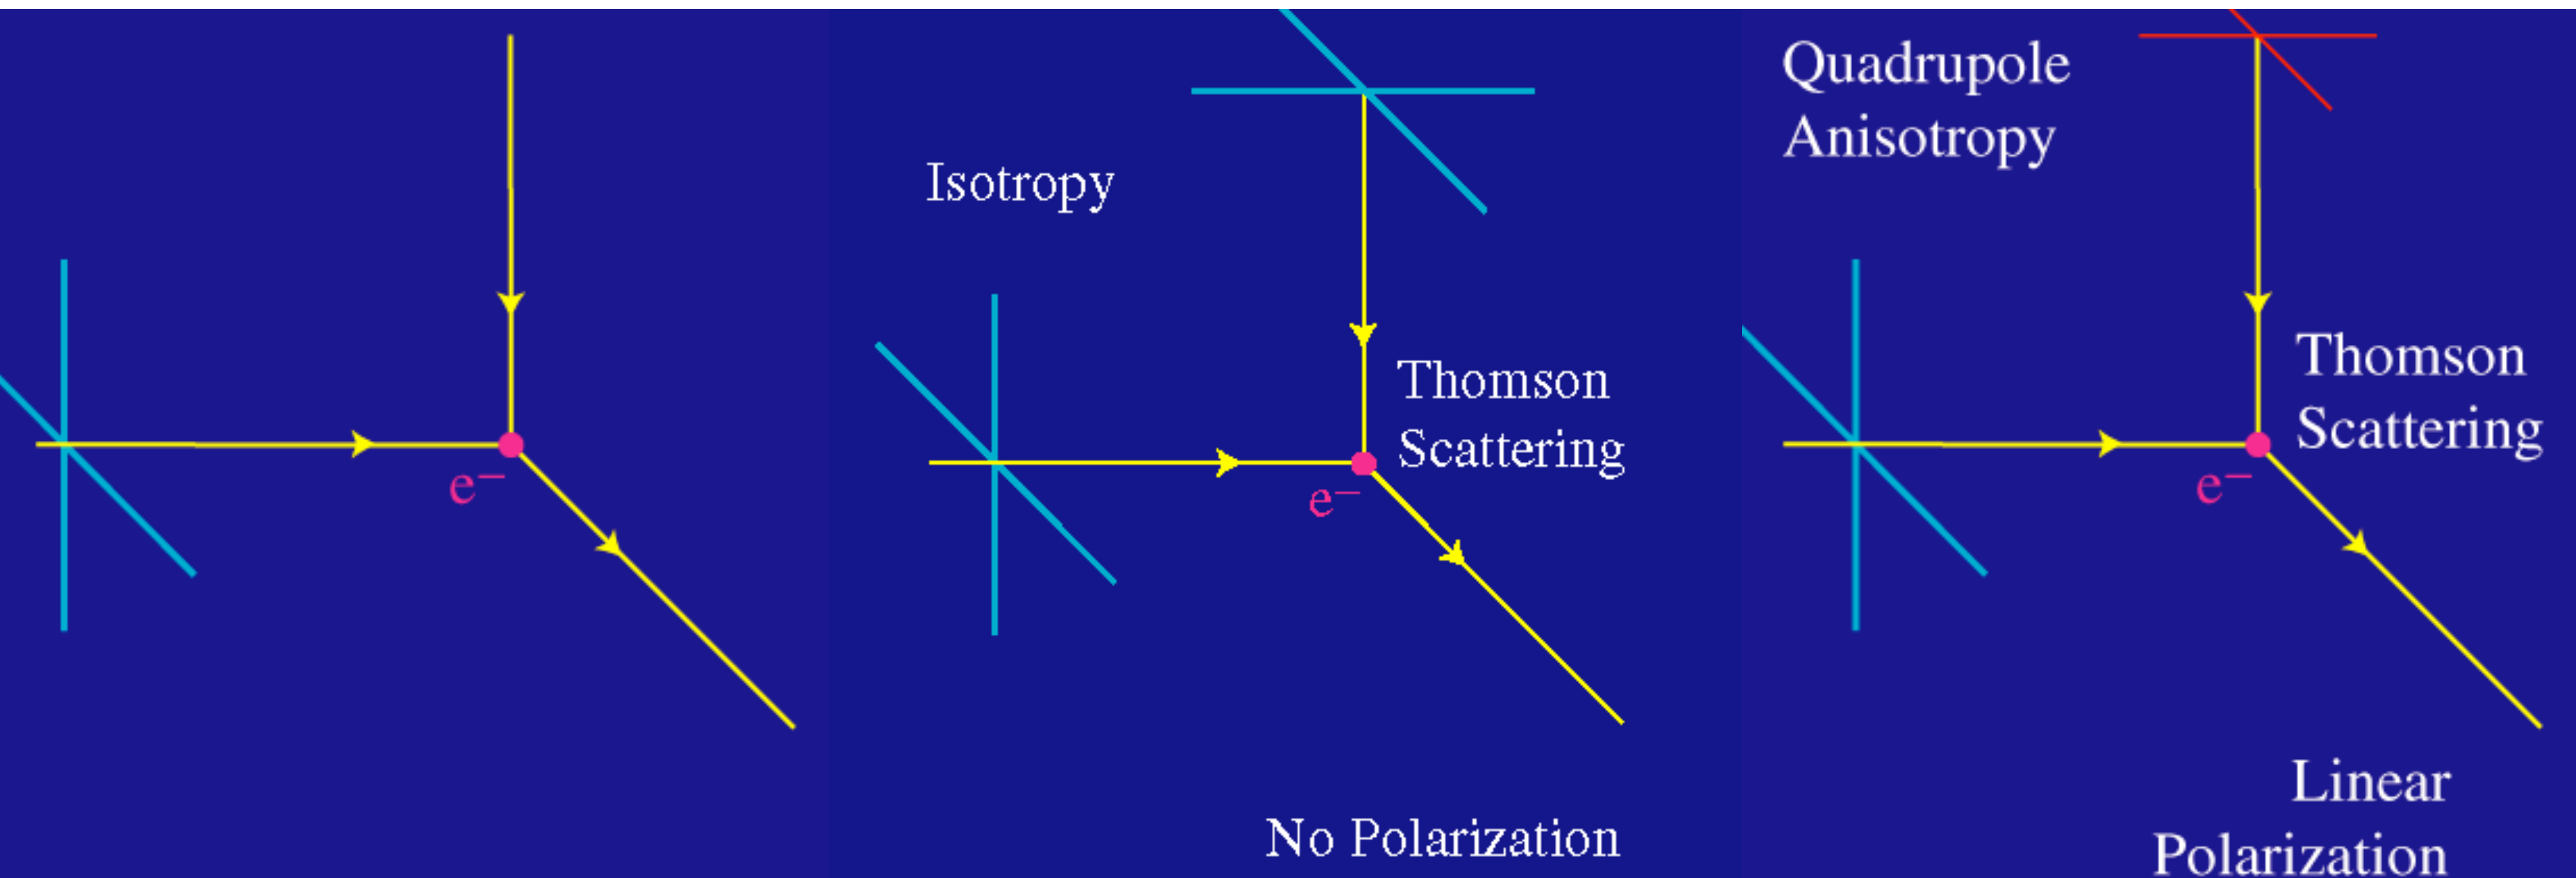 e−
Isotropy
Thomson
Scattering
e−
No Polarization
Quadrupole
Anisotropy
Thomson
Scattering
e−
Linear
Polarization